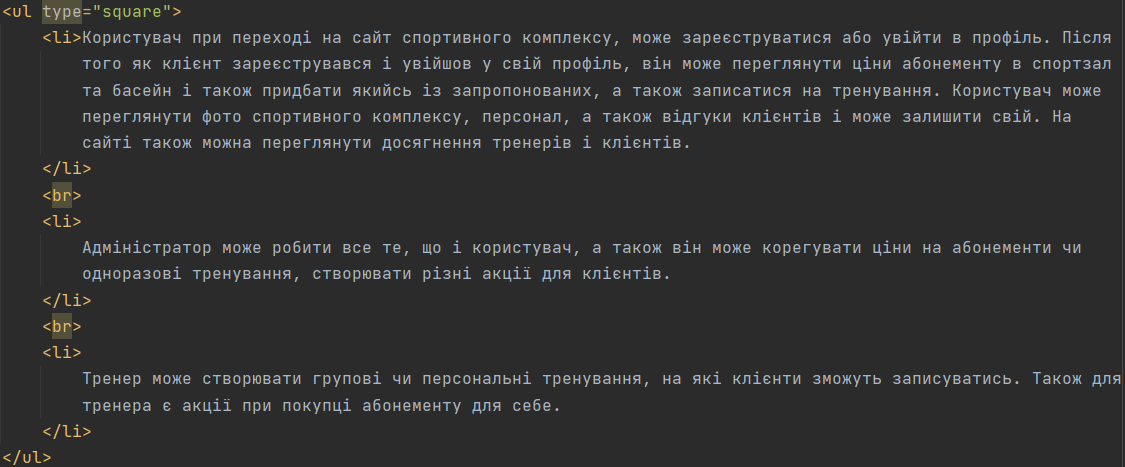 <ul type="square">
<li>Користувач при переході на сайт спортивного комплексу, може зареєструватися або увійти в профіль. Після
того як клієнт зареєструвався і увійшов у свій профіль, він може переглянути ціни абонементу в спортзал
та басейн і також придбати якийсь із запропонованих, а також записатися на тренування. Користувач може
переглянути фото спортивного комплексу, персонал, а також відгуки клієнтів і може залишити свій. На
сайті також можна переглянути досягнення тренерів і клієнтів.
</li>
<br>
<li>
Адміністратор може робити все те, що і користувач, а також він може корегувати ціни на абонементи чи
одноразові тренування, створювати різні акції для клієнтів.
</li>
<br>
<li>
Тренер може створювати групові чи персональні тренування, на які клієнти зможуть записуватись. Також для
тренера є акції при покупці абонементу для себе.
</li>
</ul>